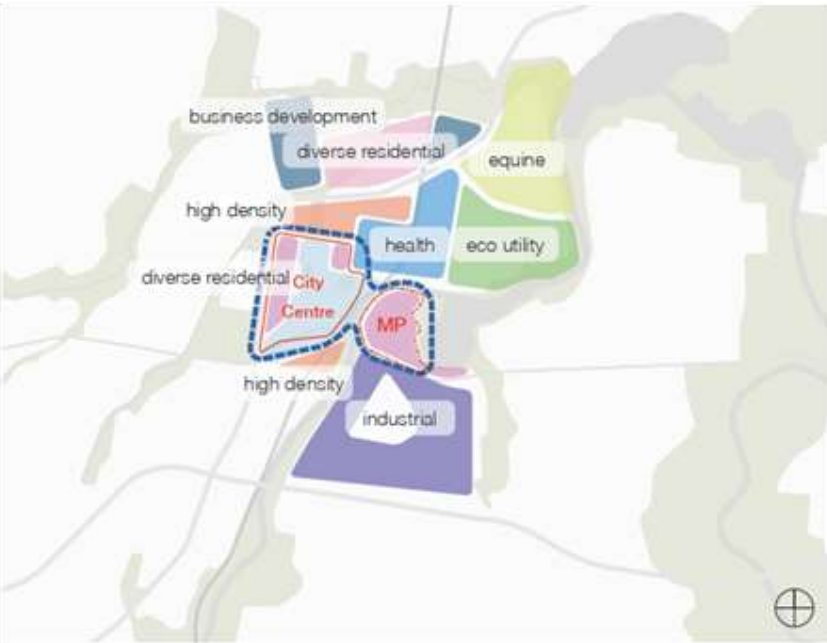 business development
diverse residential
equine
high density
health
eco utility
diverse residential
City
Centre
MP
high density
industrial